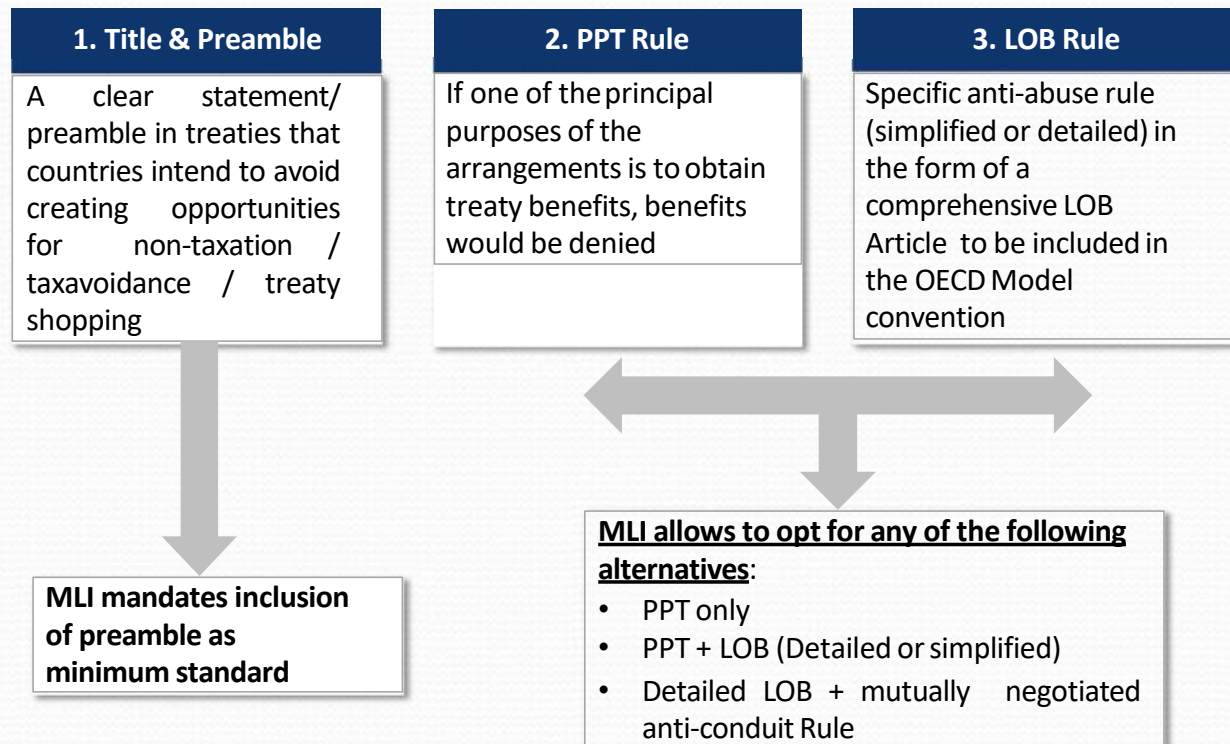 1. Title & Preamble
A clear statement/
preamble in treaties that
countries intend to avoid
creating opportunities
for non-taxation /
taxavoidance / treaty
shopping
2. PPT Rule
If one of theprincipal
purposes of the
arrangements is to obtain
treaty benefits, benefits
would be denied
3. LOB Rule
Specific anti-abuse rule
(simplified or detailed) in
the form of a
comprehensive LOB
Article to be included in
the OECD Model
convention
MLI mandates inclusion
of preamble as
minimum standard
MLI allows to opt for any of the following
alternatives:
• PPT only
• PPT + LOB (Detailed or simplified)
• Detailed LOB + mutually negotiated
anti-conduit Rule